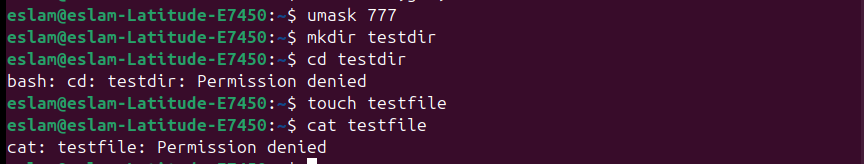 eslam@eslam-Latitude-E7450:~$ umask 777
eslam@eslam-Latitude-E7450:~$ mkdir testdir
eslam@eslam-Latitude-E7450:~$ cd testdir
bash: cd: testdir: Permission denied
eslam@eslam-Latitude-E7450:~$ touch testfile
eslam@eslam-Latitude-E7450:~$ cat testfile
cat: testfile: Permission denied